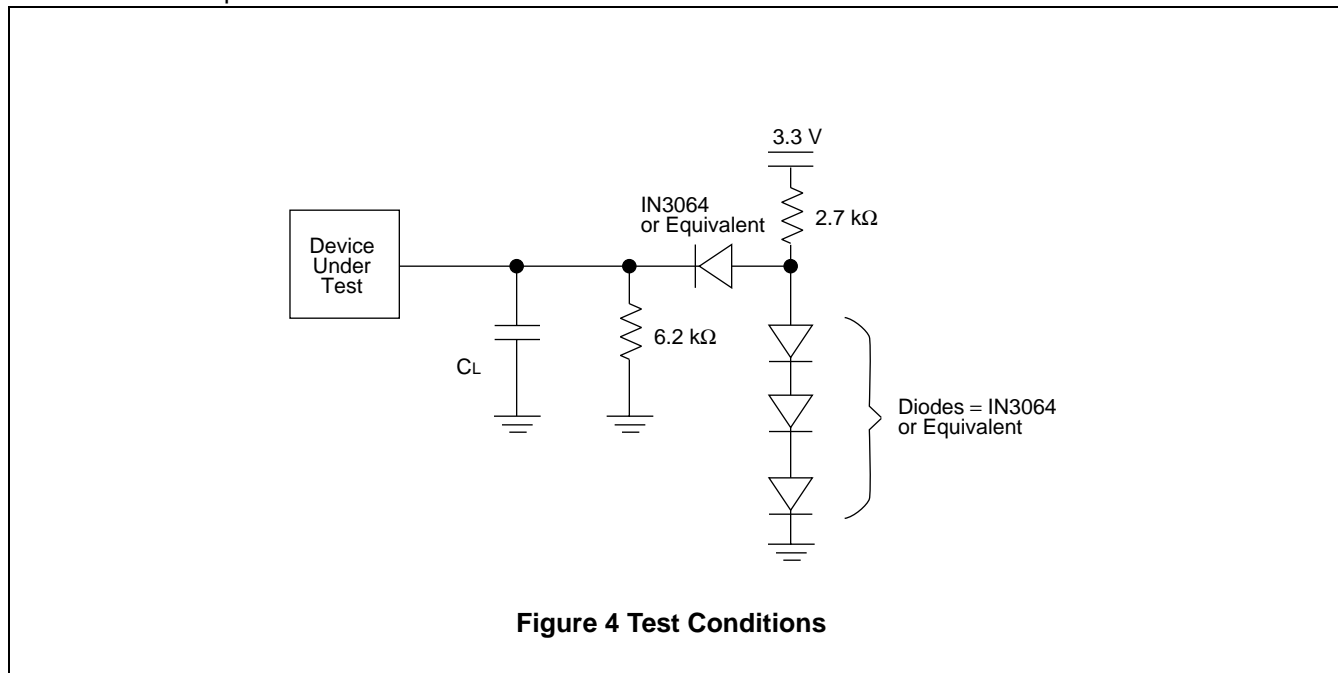 3.3 V
IN3064
or Equivalent
2.7 kΩ
Device
Under
Test
6.2 kΩ
CL
Diodes = IN3064
or Equivalent
Figure 4 Test Conditions